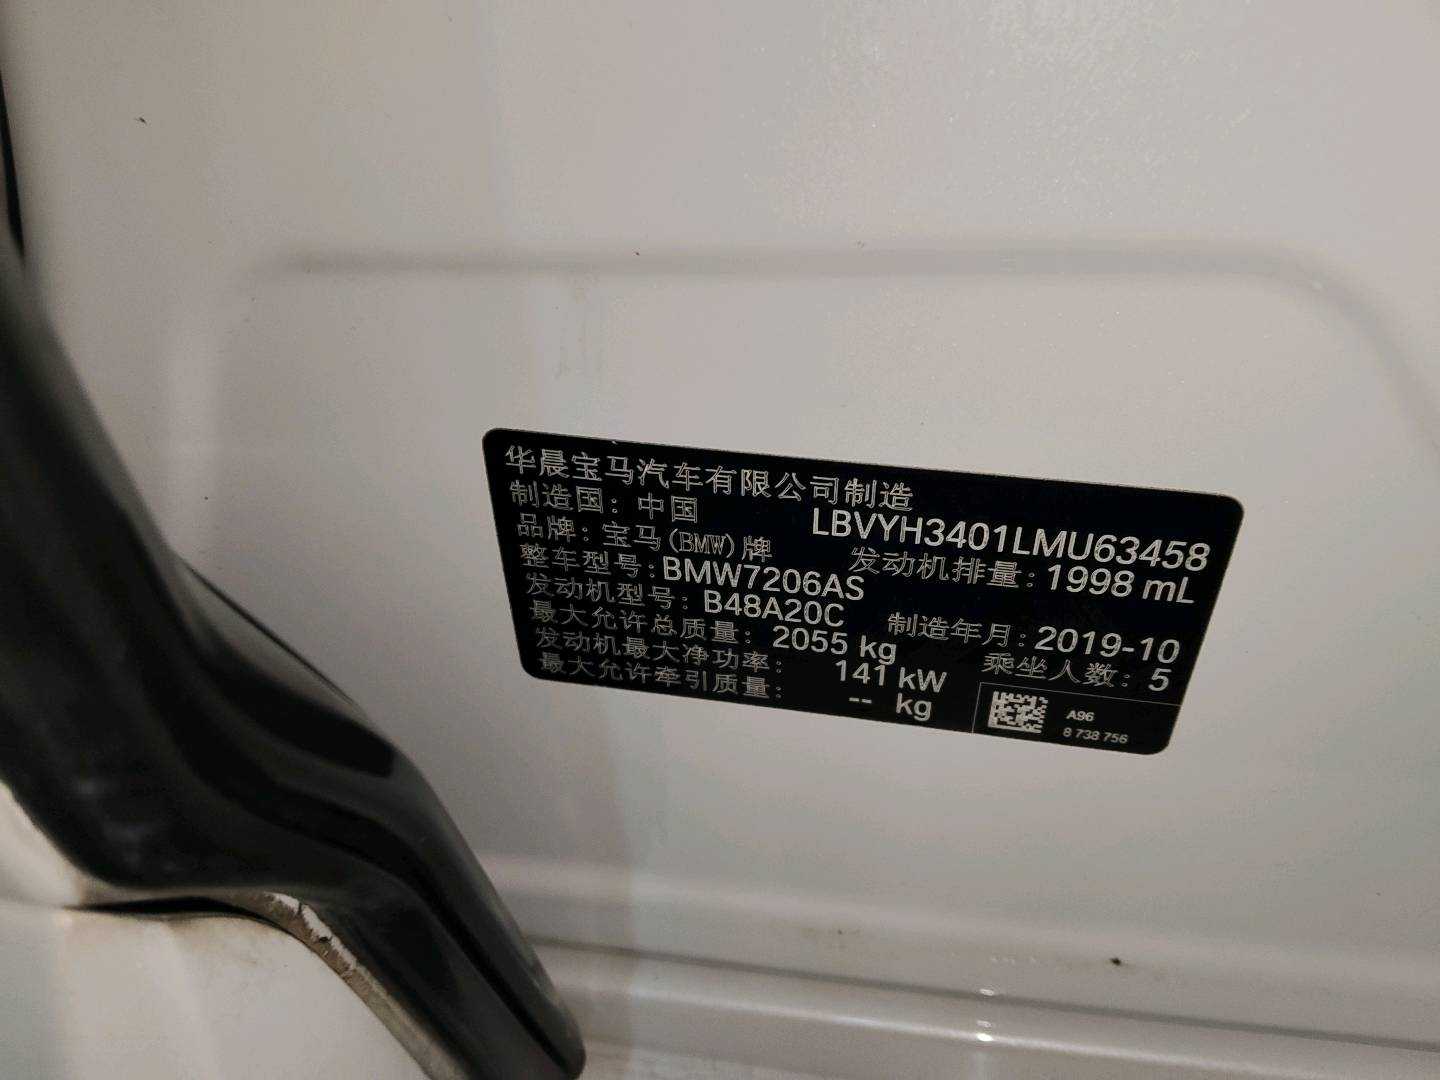 华晨宝马汽车有限公司制造
制造国：中国 LBVYH3401LMU63458
品牌：宝马(BMW)牌 发动机排量：1998 mL
整车型号：BMW7206AS
发动机型号：B48A20C 制造年月：2019-10
最大允许总质量：2055 kg 乘坐人数：5
发动机最大净功率：141 kW
最大允许牵引质量：-- kg
A96
8 738 756